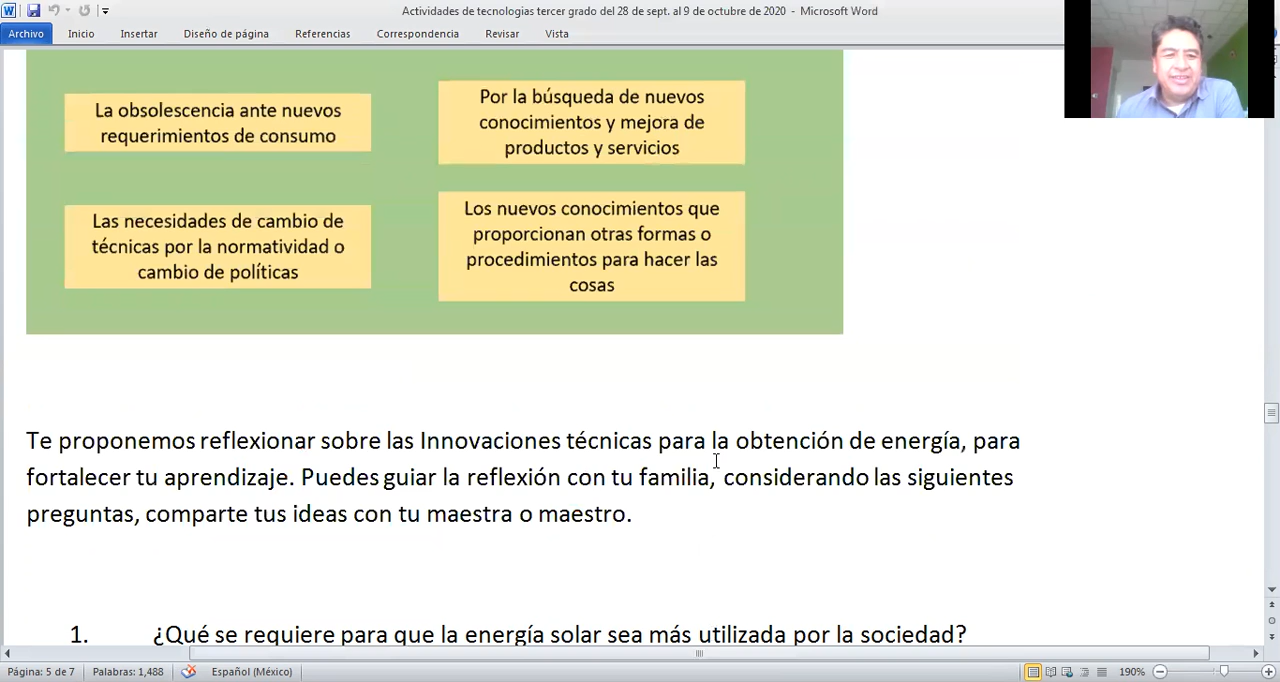 Actividades de tecnologias tercer grado del 28 de sept. al 9 de octubre de 2020 - Microsoft Word
Archivo Inicio Insertar Diseño de página Referencias Correspondencia Revisar Vista
La obsolescencia ante nuevos
requerimientos de consumo
Por la búsqueda de nuevos
conocimientos y mejora de
productos y servicios
Las necesidades de cambio de
técnicas por la normatividad o
cambio de políticas
Los nuevos conocimientos que
proporcionan otras formas o
procedimientos para hacer las
cosas
Te proponemos reflexionar sobre las Innovaciones técnicas para la obtención de energía, para
fortalecer tu aprendizaje. Puedes guiar la reflexión con tu familia, considerando las siguientes
preguntas, comparte tus ideas con tu maestra o maestro.
1. ¿Qué se requiere para que la energía solar sea más utilizada por la sociedad?
Página: 5 de 7 Palabras: 1,488 Español (México) 190%